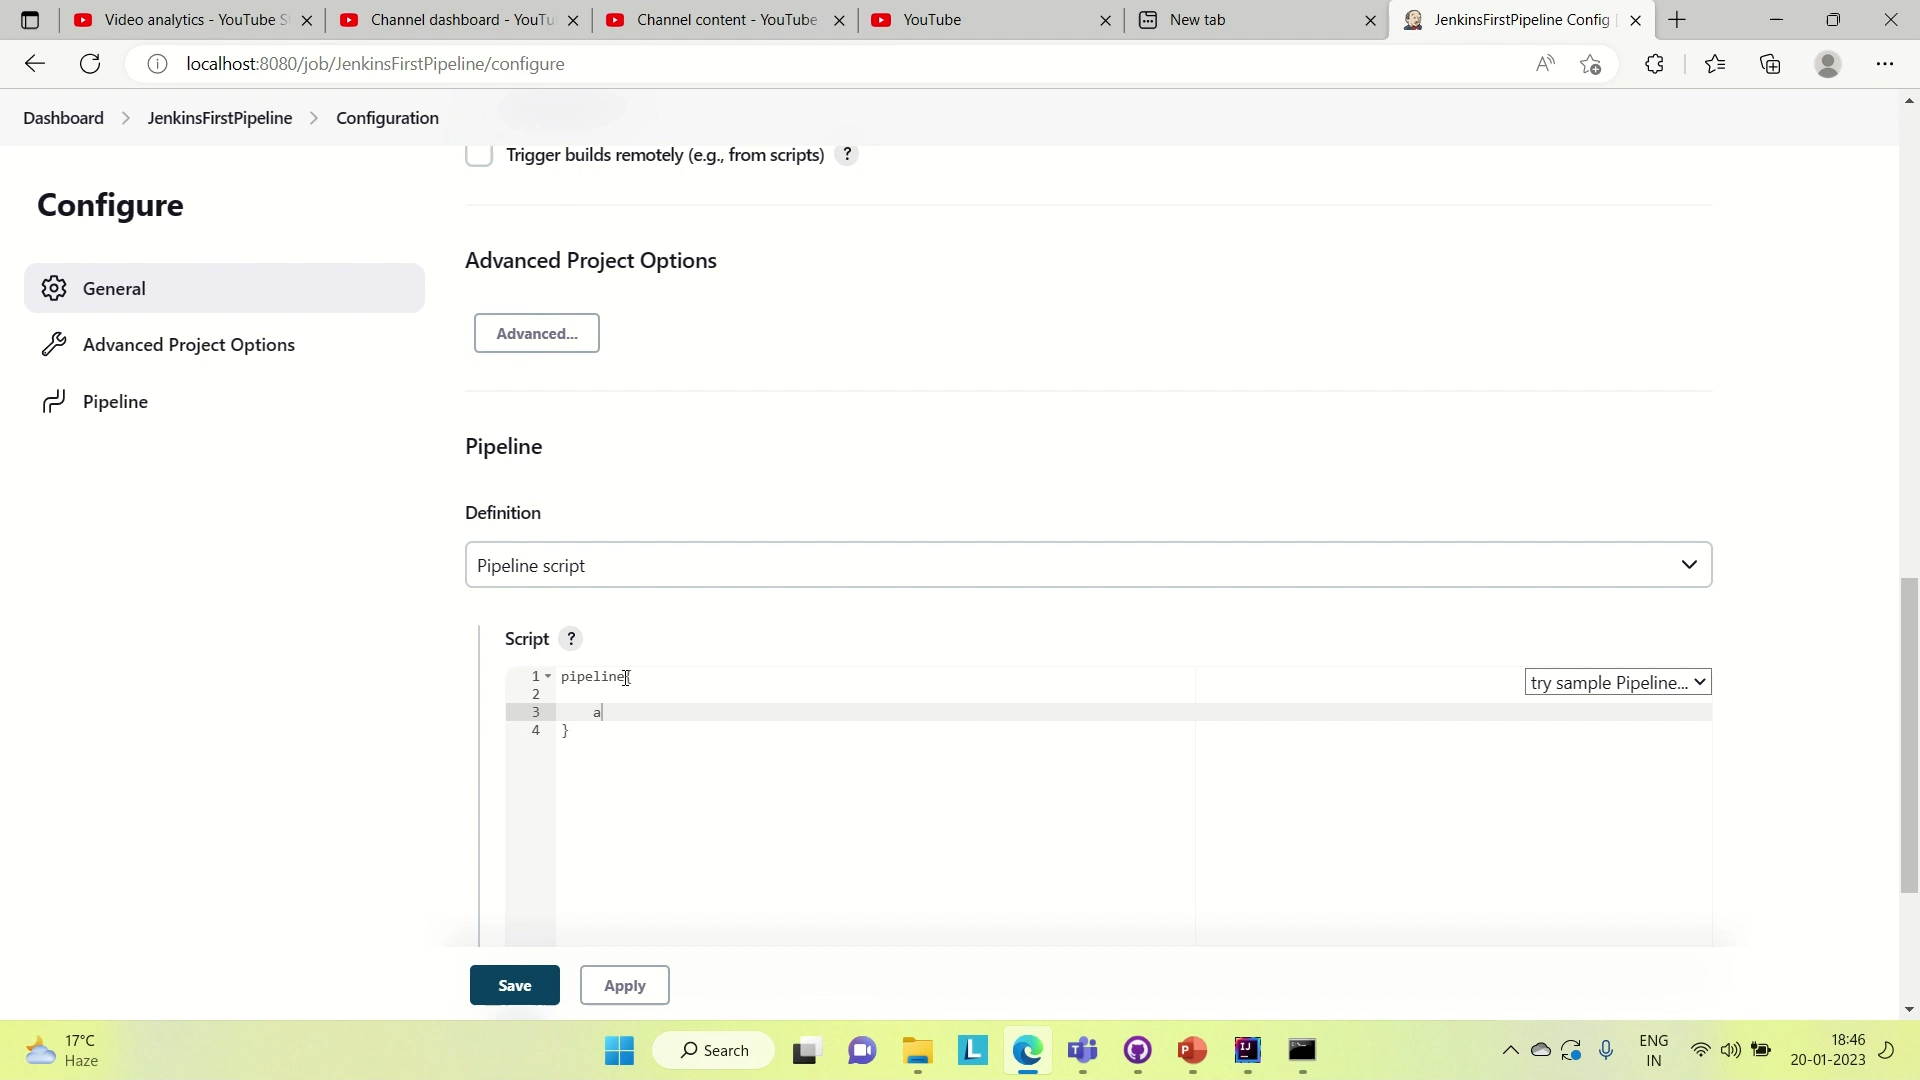 Video analytics - YouTube S
Channel dashboard - YouTu
Channel content - YouTube
YouTube
New tab
JenkinsFirstPipeline Config
localhost:8080/job/JenkinsFirstPipeline/configure
Dashboard
JenkinsFirstPipeline
Configuration
Trigger builds remotely (e.g., from scripts) ?
Configure
General
Advanced Project Options
Pipeline
Advanced Project Options
Advanced...
Pipeline
Definition
Pipeline script
Script ?
1 pipeline{
try sample Pipeline...
2
3 a
4 }
Save
Apply
17°C
Haze
Search
ENG
IN
18:46
20-01-2023